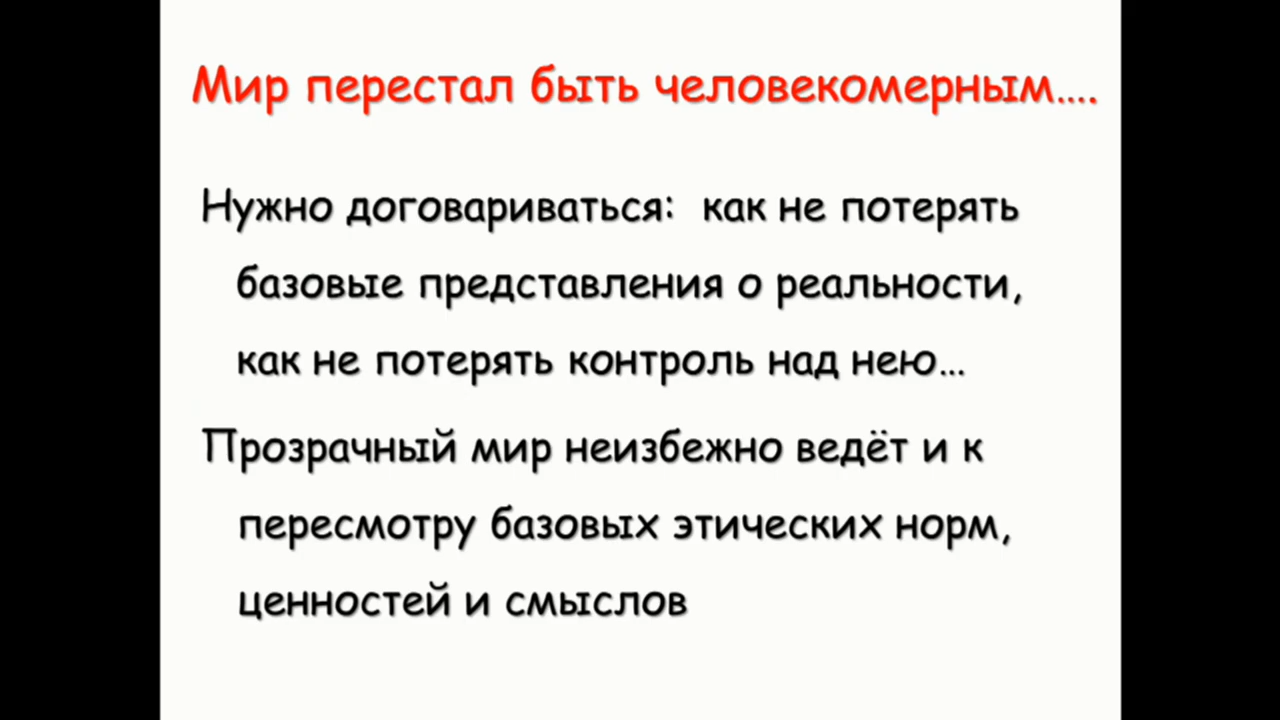 Мир перестал быть человекомерным....
Нужно договариваться:  как не потерять
базовые представления о реальности,
как не потерять контроль над нею...
Прозрачный мир неизбежно ведёт и к
пересмотру базовых этических норм,
ценностей и смыслов